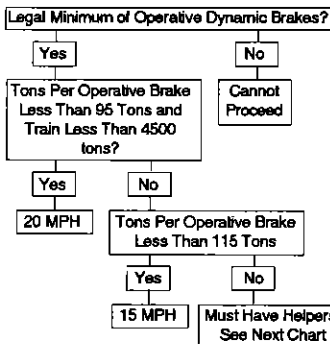 Legal Minimum of Operative Dynamic Brakes?
Yes
No
Tons Per Operative Brake
Less Than 95 Tons and
Train Less Than 4500
tons?
Cannot
Proceed
Yes
No
20 MPH
Tons Per Operative Brake
Less Than 115 Tons
Yes
No
15 MPH
Must Have Helpers
See Next Chart